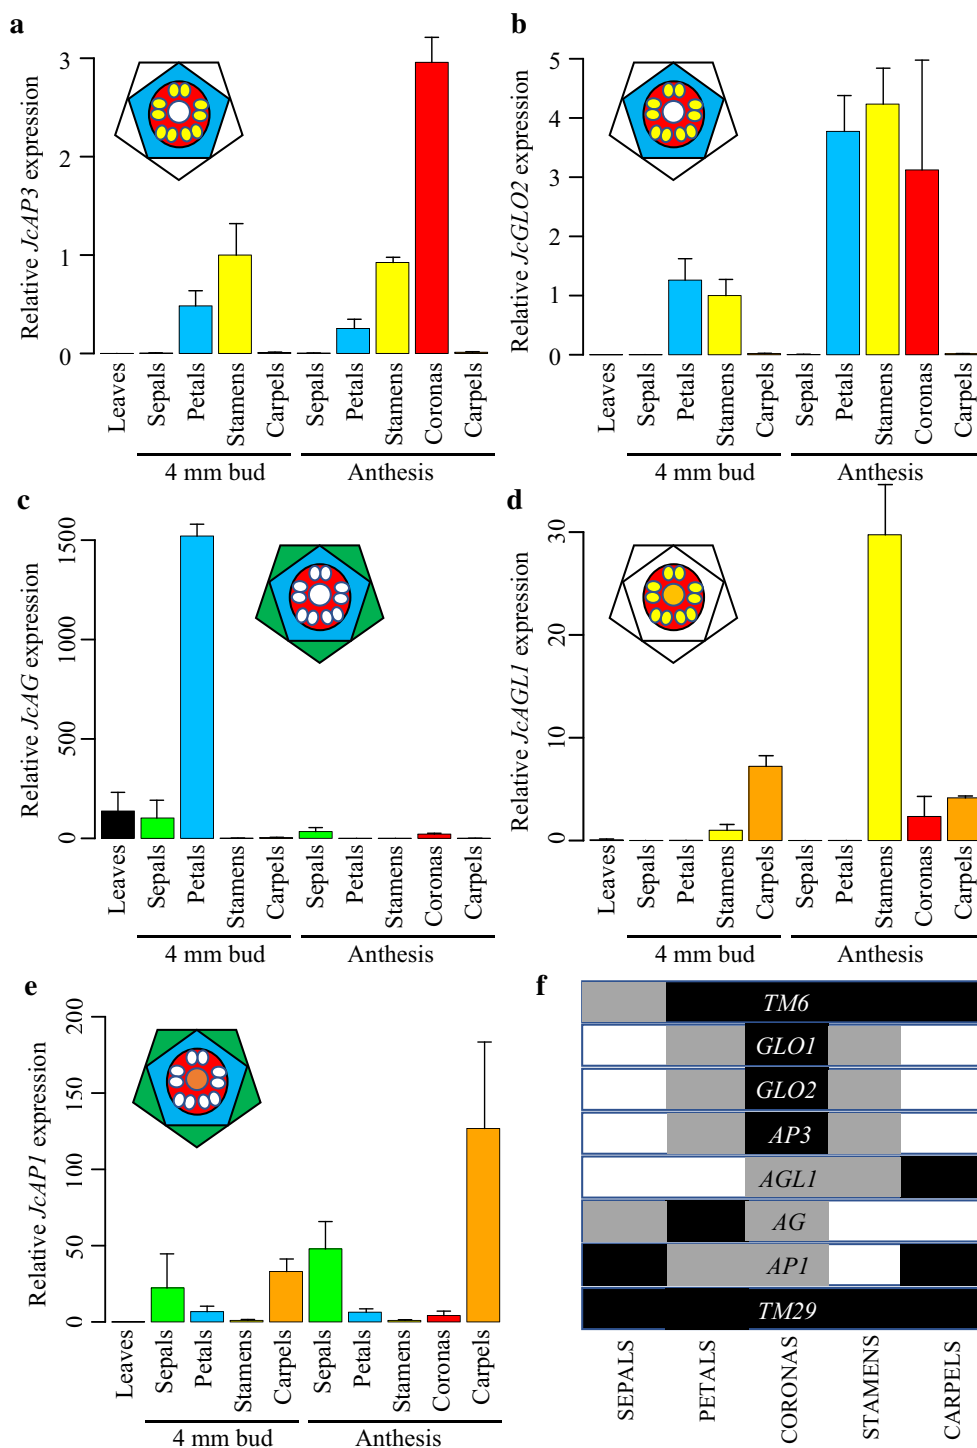 a
Relative JcAP3 expression
3
2
1
0
Leaves
Sepals
Petals
Stamens
Carpels
Sepals
Petals
Stamens
Coronas
Carpels
4 mm bud
Anthesis
b
Relative JcGLO2 expression
5
4
3
2
1
0
Leaves
Sepals
Petals
Stamens
Carpels
Sepals
Petals
Stamens
Coronas
Carpels
4 mm bud
Anthesis
c
Relative JcAG expression
1500
1000
500
0
Leaves
Sepals
Petals
Stamens
Carpels
Sepals
Petals
Stamens
Coronas
Carpels
4 mm bud
Anthesis
d
Relative JcAGL1 expression
30
20
10
0
Leaves
Sepals
Petals
Stamens
Carpels
Sepals
Petals
Stamens
Coronas
Carpels
4 mm bud
Anthesis
e
Relative JcAP1 expression
200
150
100
50
0
Leaves
Sepals
Petals
Stamens
Carpels
Sepals
Petals
Stamens
Coronas
Carpels
4 mm bud
Anthesis
f
TM6
GLO1
GLO2
AP3
AGL1
AG
AP1
TM29
SEPALS
PETALS
CORONAS
STAMENS
CARPELS